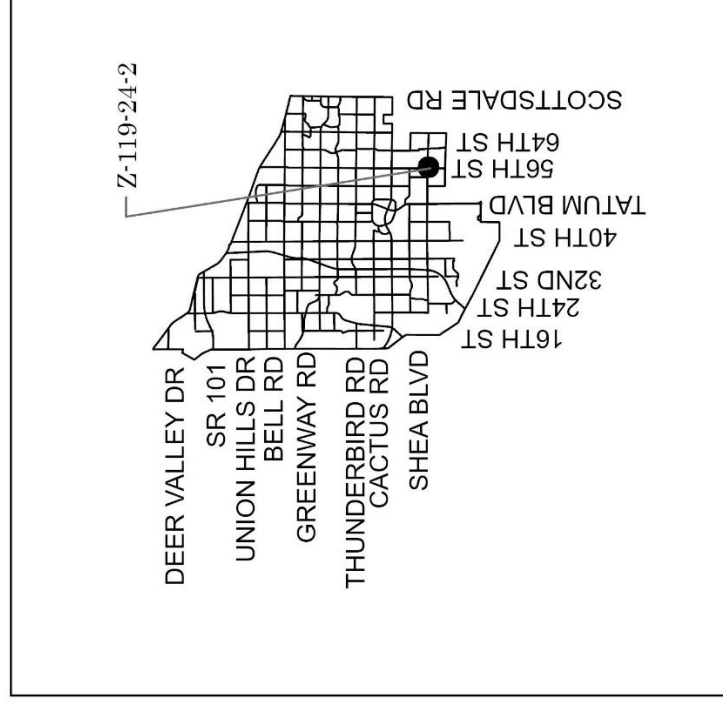 Z-119-24-2
DEER VALLEY DR
SR 101
UNION HILLS DR
BELL RD
GREENWAY RD
THUNDERBIRD RD
CACTUS RD
SHEA BLVD
16TH ST
24TH ST
32ND ST
40TH ST
TATUM BLVD
56TH ST
64TH ST
SCOTTSDALE RD